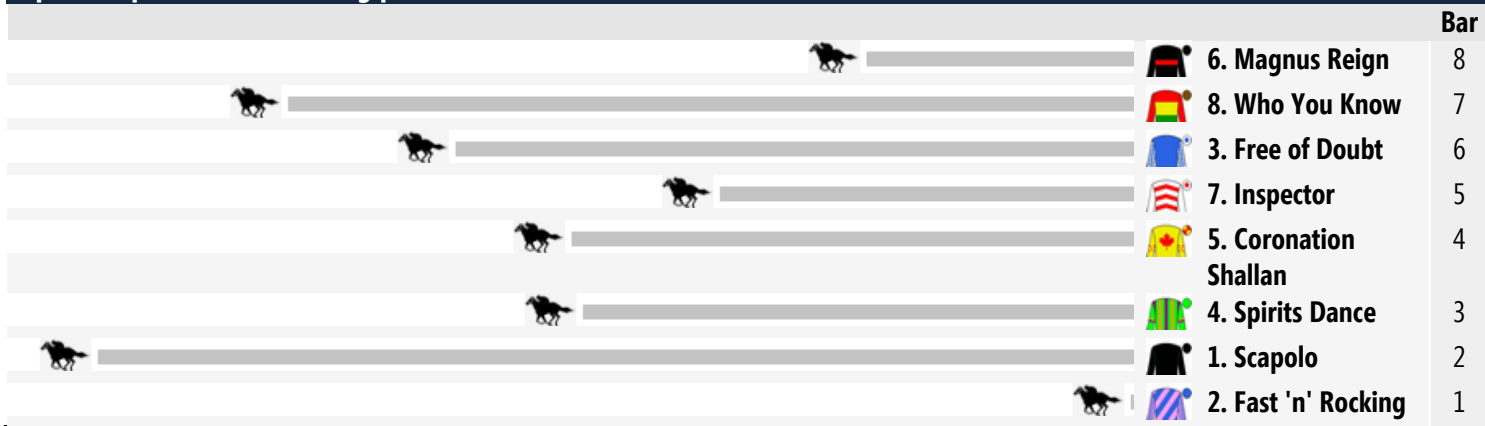 Bar
6. Magnus Reign 8
8. Who You Know 7
3. Free of Doubt 6
7. Inspector 5
5. Coronation 4
Shallan
4. Spirits Dance 3
1. Scapolo 2
2. Fast 'n' Rocking 1